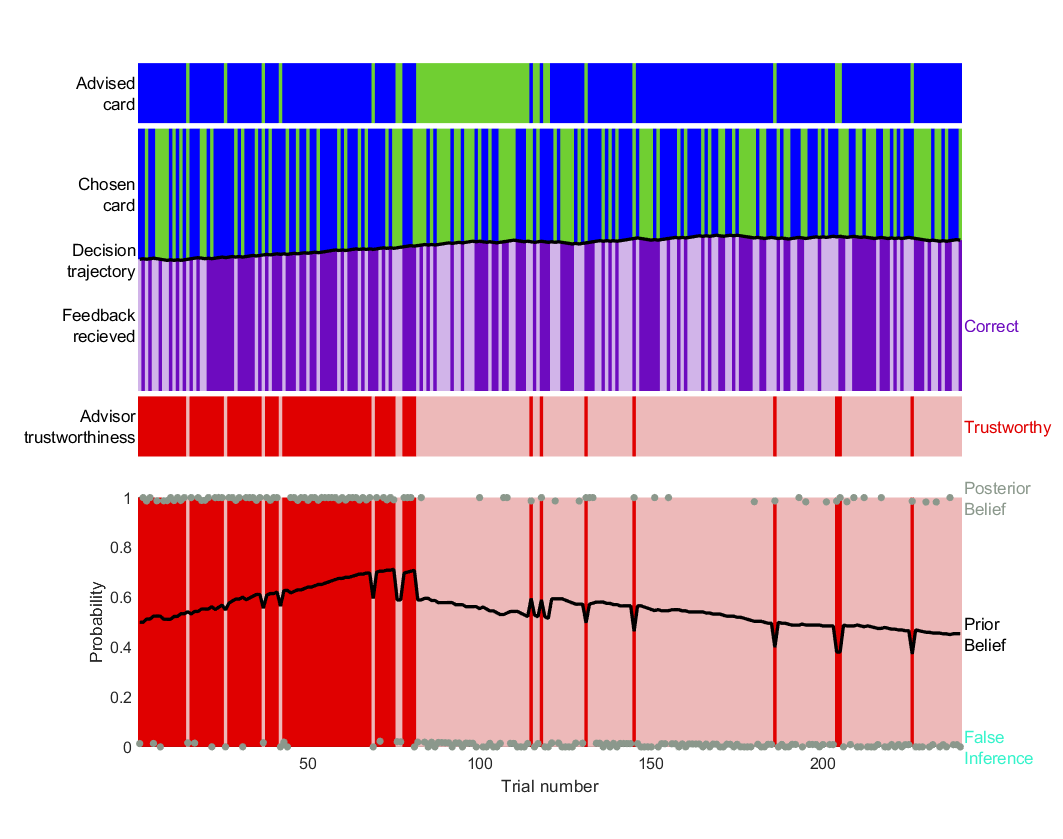 Advised
card
Chosen
card
Decision
trajectory
Feedback
recieved
Correct
Advisor
trustworthiness
Trustworthy
Posterior
Belief
1
0.8
0.6
0.4
0.2
0
Probability
Prior
Belief
False
Inference
50
100
150
200
Trial number